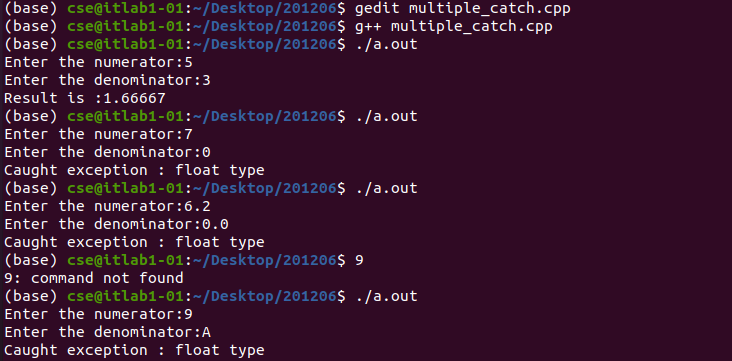 (base) cse@itlab1-01:~/Desktop/201206$ gedit multiple_catch.cpp
(base) cse@itlab1-01:~/Desktop/201206$ g++ multiple_catch.cpp
(base) cse@itlab1-01:~/Desktop/201206$ ./a.out
Enter the numerator:5
Enter the denominator:3
Result is :1.66667
(base) cse@itlab1-01:~/Desktop/201206$ ./a.out
Enter the numerator:7
Enter the denominator:0
Caught exception : float type
(base) cse@itlab1-01:~/Desktop/201206$ ./a.out
Enter the numerator:6.2
Enter the denominator:0.0
Caught exception : float type
(base) cse@itlab1-01:~/Desktop/201206$ 9
9: command not found
(base) cse@itlab1-01:~/Desktop/201206$ ./a.out
Enter the numerator:9
Enter the denominator:A
Caught exception : float type